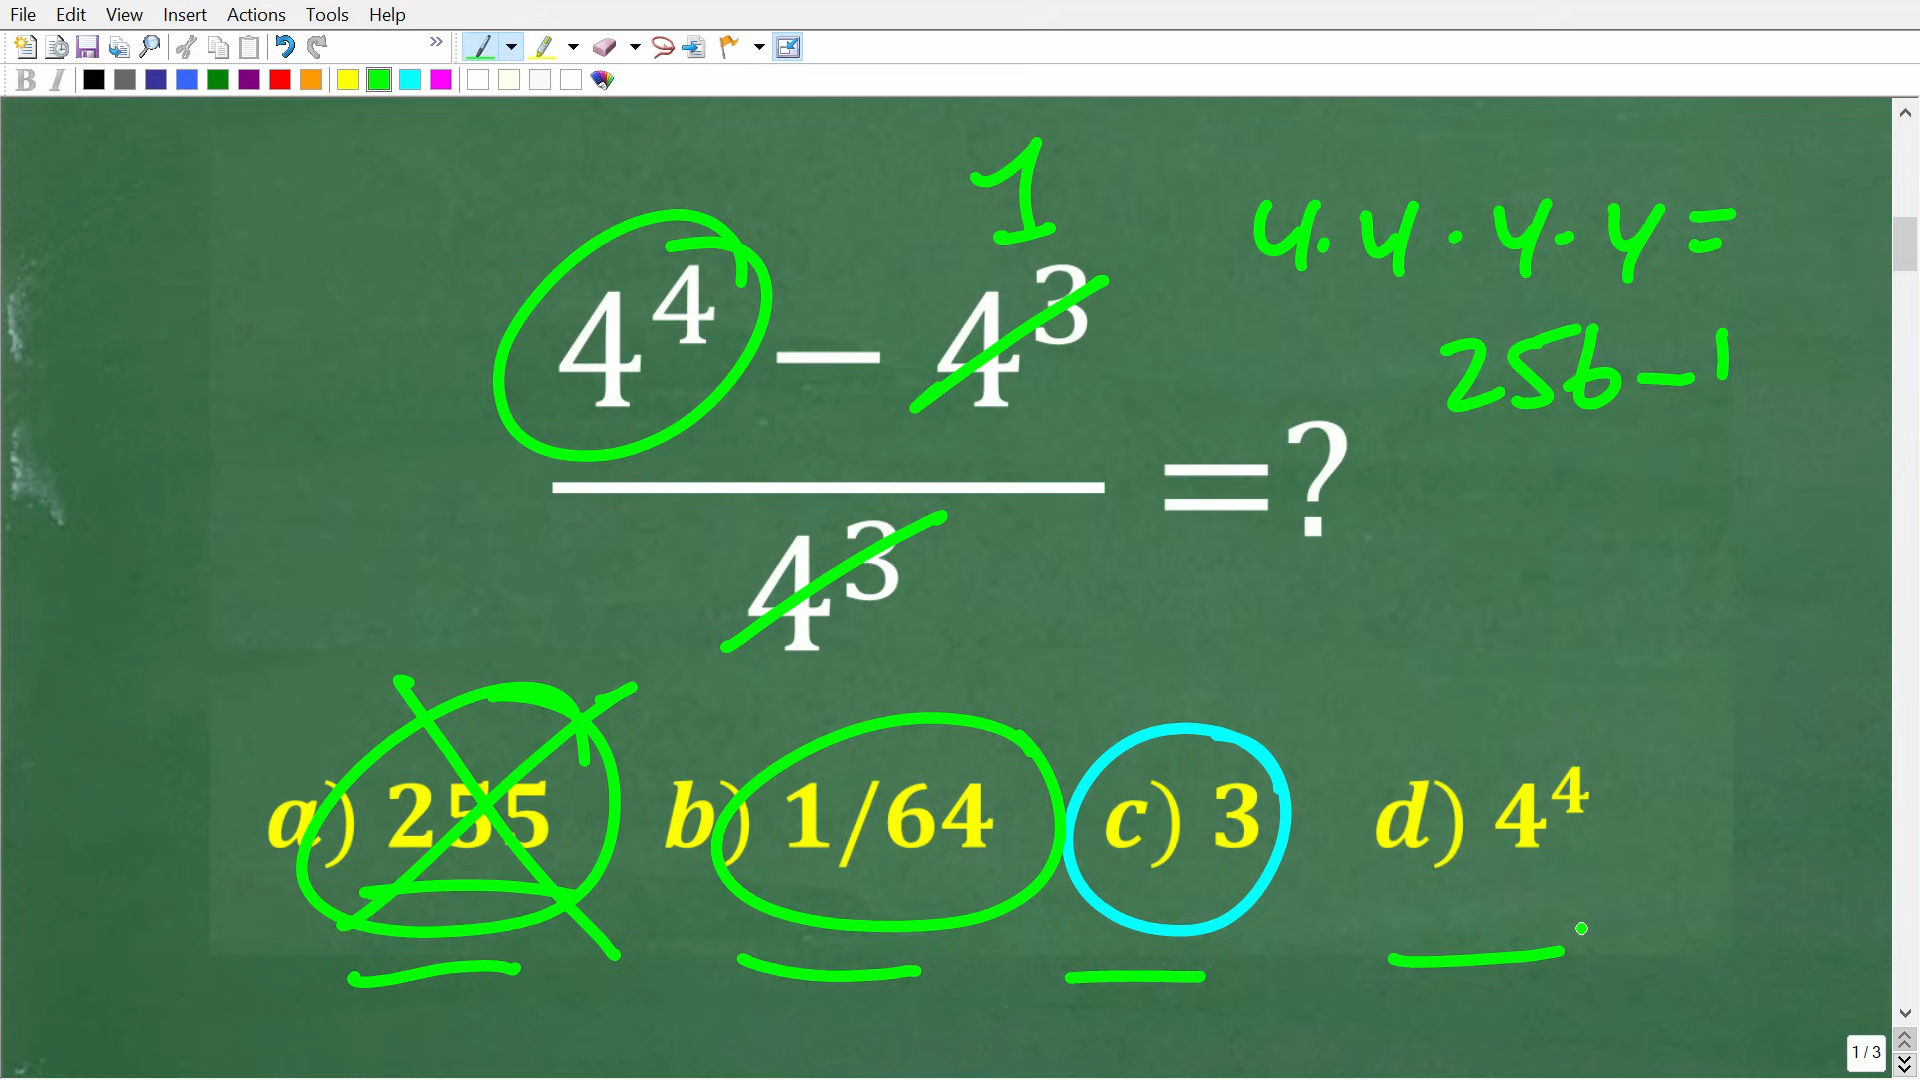 File Edit View Insert Actions Tools Help
B I
1
4·4·4·4=
4⁴ − 4³
256-1
=?
4³
a) 255 b) 1/64 c) 3 d) 4⁴
1/3